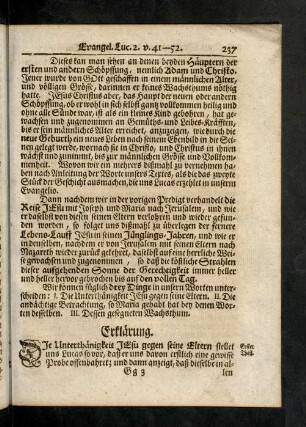 Evangel. Luc. 2. v. 41-52. 237
Dieses kan man sehen an denen beyden Häuptern der
ersten und andern Schöpffung, nemlich Adam und Christo.
Jener wurde von GOtt geschaffen in einem männlichen Alter,
und völligen Grösse, darinnen er keines Wachsthums nöthig
hatte. JEsus Christus aber, das Haupt der neuen oder andern
Schöpffung, ob er wohl in sich selbst gantz vollkommen heilig und
ohne alle Sünde war, ist als ein kleines Kind gebohren, hat ge-
wachsen und zugenommen an Gemüths- und Leibes-Kräfften,
bis er sein männliches Alter erreichet, anzuzeigen, wie durch die
neue Geburth ein neues Leben nach seinem Ebenbild in der Sei-
nen gelegt werde, wornach sie in Christo, und Christus in ihnen
wächset und zunimmt, bis zur männlichen Grösse und Vollkom-
menheit. Wovon wir ein mehrers dißmahl zu vernehmen ha-
ben nach Anleitung der Worte unsers Textes, als die das zweyte
Stück der Geschicht ausmachen, die uns Lucas erzehlet in unserm
Evangelio.
Dann nachdem wir in der vorigen Predigt verhandelt die
Reise JEsu mit Joseph und Maria nach Jerusalem, und wie
er daselbst von diesen seinen Eltern verlohren und wieder gefun-
den worden, so folget uns dißmahl zu überlegen der fernere
Lebens-Lauff JEsu in seinen Jünglings-Jahren, und wie er
in denenselben, nachdem er von Jerusalem mit seinen Eltern nach
Nazareth wieder zurück gekehret, daselbst auf eine herrliche Weise
gewachsen und zugenommen, so daß die köstliche Strahlen
dieser aufgehenden Sonne der Gerechtigkeit immer heller
und heller hervor gebrochen bis auf den vollen Tag.
Wir können füglich drey Dinge in unsern Worten unter-
scheiden: I. Die Unterthänigkeit JEsu gegen seine Eltern. II. Die
andächtige Betrachtung, so Maria gehabt hat bey denen Wor-
ten desselben. III. Dessen gesegneten Wachsthum.
Erklärung.
Die Unterthänigkeit JEsu gegen seine Eltern stellet
uns Lucas so vor, daß er uns davon erstlich eine gewisse
Probe offenbahret; und dann anzeigt, daß dieselbe in al-
Erster
Theil.
Gg 3
len